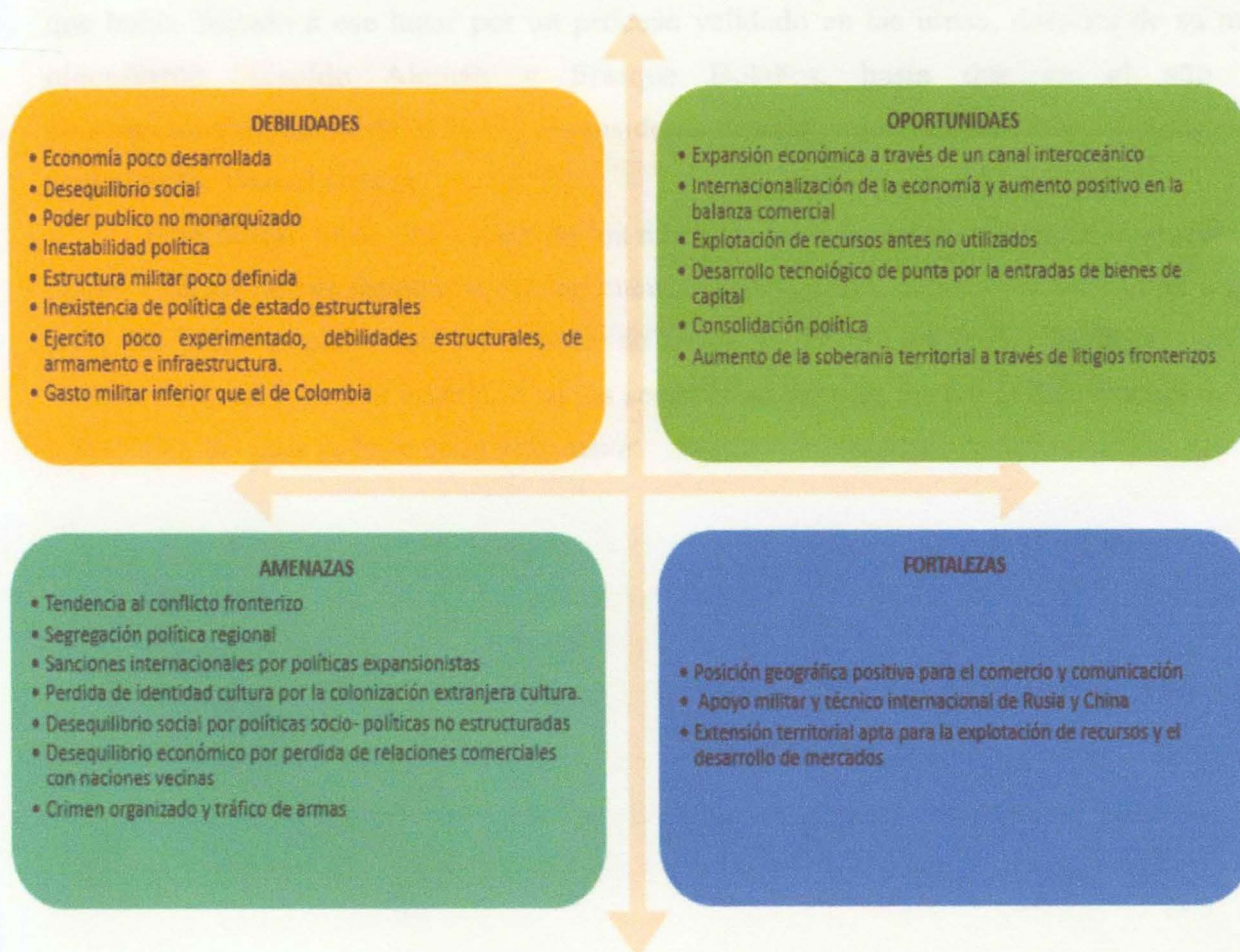 DEBILIDADES
• Economía poco desarrollada
• Desequilibrio social
• Poder publico no monarquizado
• Inestabilidad política
• Estructura militar poco definida
• Inexistencia de política de estado estructurales
• Ejercito poco experimentado, debilidades estructurales, de
armamento e infraestructura.
• Gasto militar inferior que el de Colombia
OPORTUNIDAES
• Expansión económica a través de un canal interoceánico
• Internacionalización de la economía y aumento positivo en la
balanza comercial
• Explotación de recursos antes no utilizados
• Desarrollo tecnológico de punta por la entradas de bienes de
capital
• Consolidación política
• Aumento de la soberanía territorial a través de litigios fronterizos
AMENAZAS
• Tendencia al conflicto fronterizo
• Segregación política regional
• Sanciones internacionales por políticas expansionistas
• Perdida de identidad cultura por la colonización extranjera cultura.
• Desequilibrio social por políticas socio- políticas no estructuradas
• Desequilibrio económico por perdida de relaciones comerciales
con naciones vecinas
• Crimen organizado y tráfico de armas
FORTALEZAS
• Posición geográfica positiva para el comercio y comunicación
• Apoyo militar y técnico internacional de Rusia y China
• Extensión territorial apta para la explotación de recursos y el
desarrollo de mercados